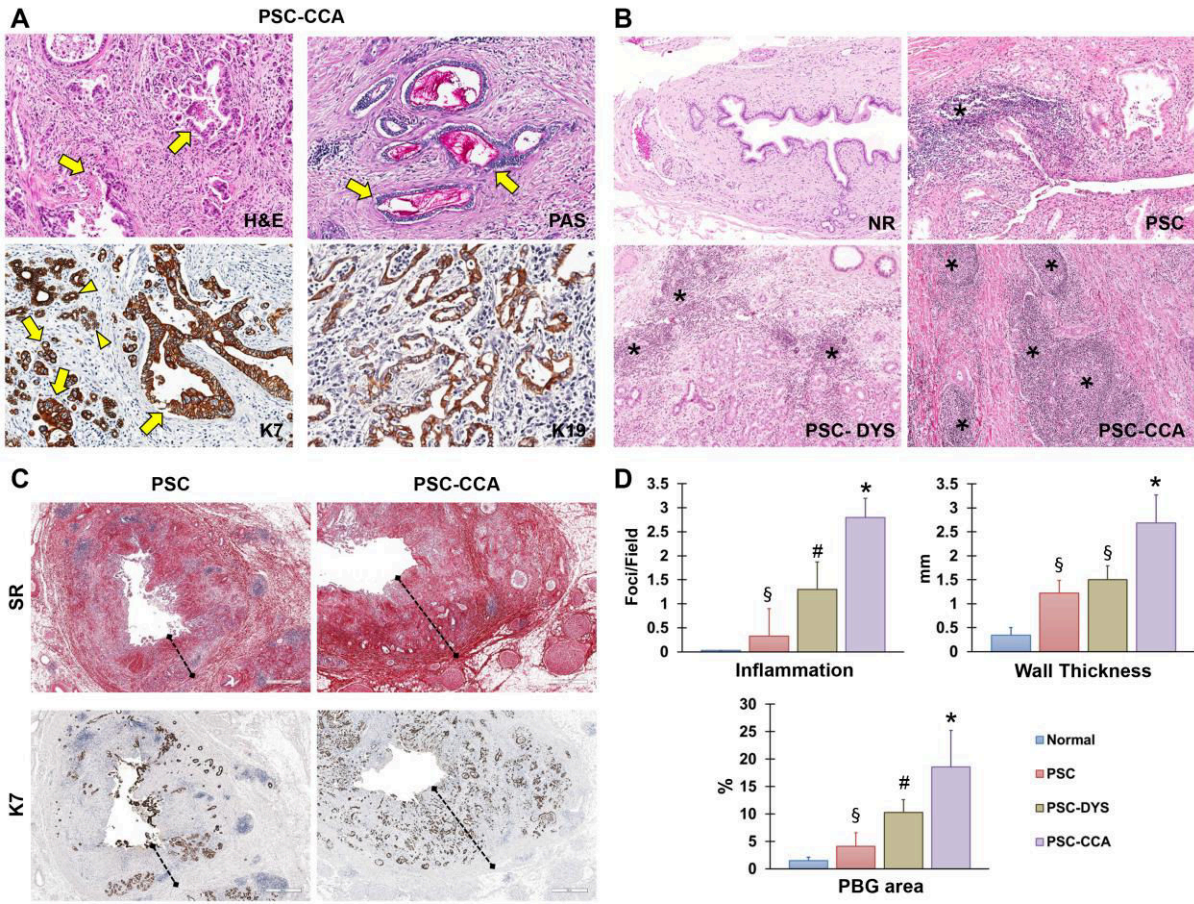 A
PSC-CCA
H&E
PAS
K7
K19
B
NR
PSC
*
PSC- DYS
*
*
*
PSC-CCA
*
*
*
*
*
C
PSC
PSC-CCA
SR
K7
D
3.5
3
2.5
2
1.5
1
0.5
0
Foci/Field
§
#
*
Inflammation
3.5
3
2.5
2
1.5
1
0.5
0
mm
§
§
*
Wall Thickness
30
25
20
15
10
5
0
%
§
#
*
PBG area
Normal
PSC
PSC-DYS
PSC-CCA